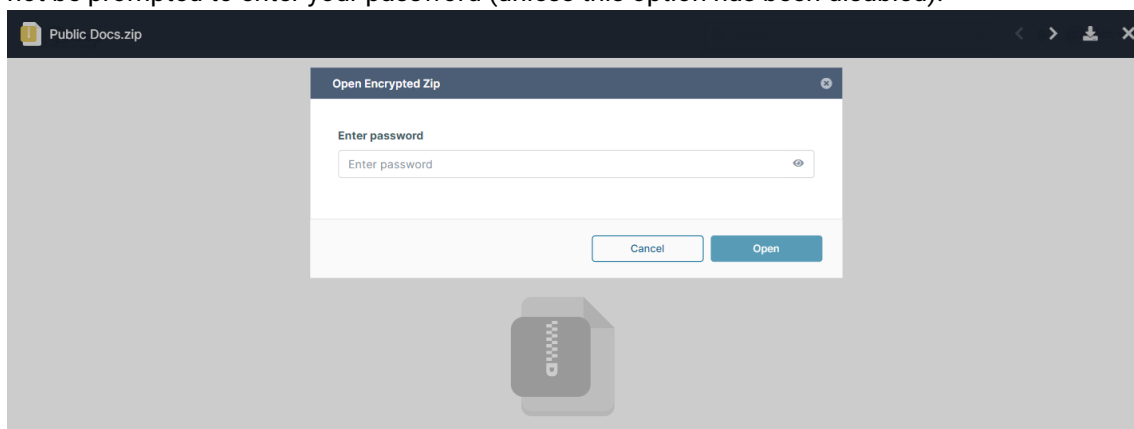 not be prompted to enter your password (unless this option has been disabled).
Public Docs.zip
Open Encrypted Zip
Enter password
Enter password
Cancel Open